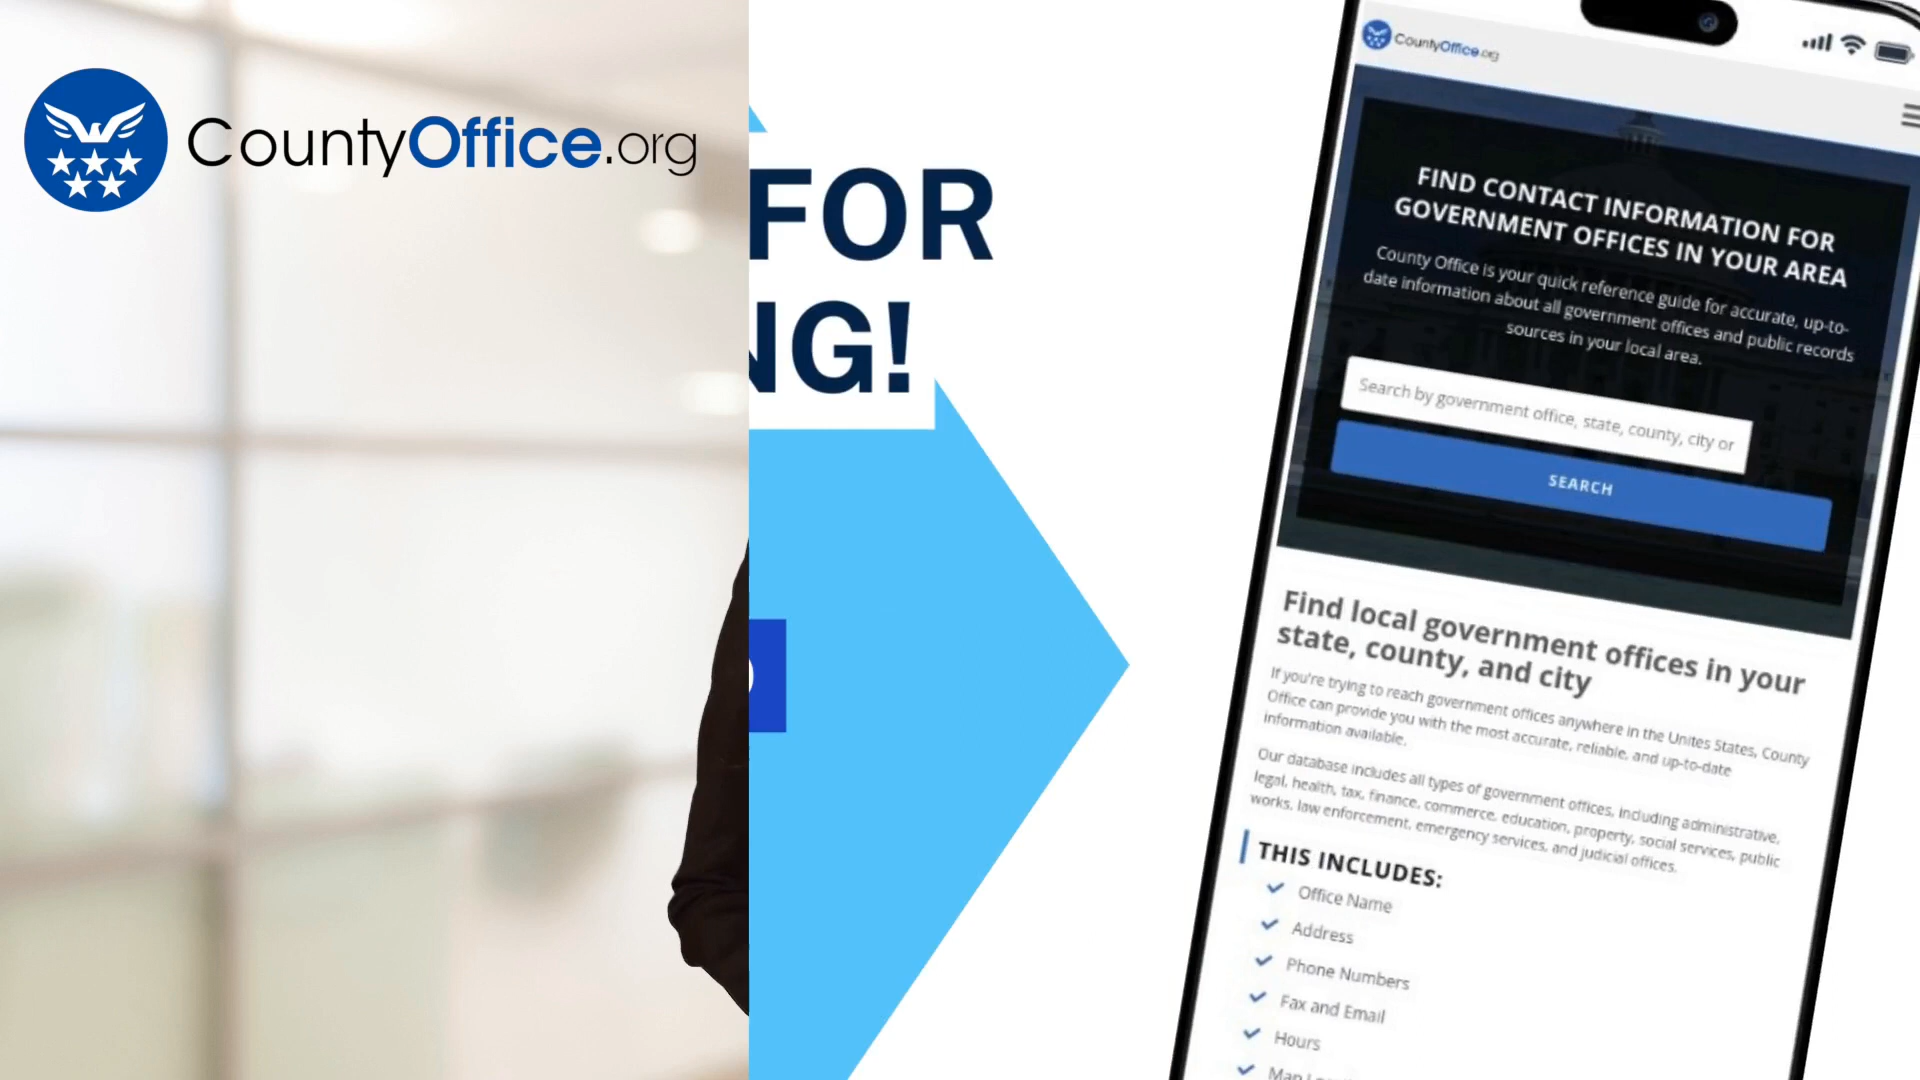 CountyOffice.org
FOR
NG!
CountyOffice.org
FIND CONTACT INFORMATION FOR
GOVERNMENT OFFICES IN YOUR AREA
County Office is your quick reference guide for accurate, up-to-
date information about all government offices and public records
sources in your local area.
Search by government office, state, county, city or
SEARCH
Find local government offices in your
state, county, and city
If you're trying to reach government offices anywhere in the Unites States, County
Office can provide you with the most accurate, reliable, and up-to-date
information available.
Our database includes all types of government offices, including administrative,
legal, health, tax, finance, commerce, education, property, social services, public
works, law enforcement, emergency services, and judicial offices.
THIS INCLUDES:
Office Name
Address
Phone Numbers
Fax and Email
Hours
Map